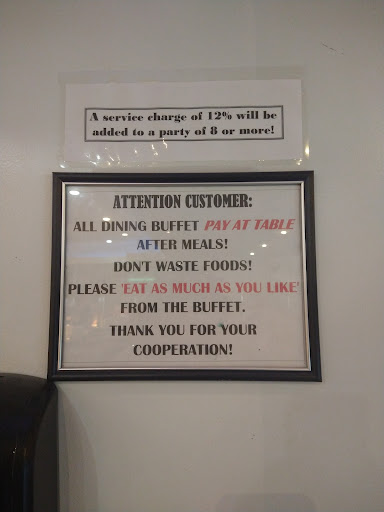 A service charge of 12% will be
added to a party of 8 or more!
ATTENTION CUSTOMER:
ALL DINING BUFFET PAY AT TABLE
AFTER MEALS!
DON'T WASTE FOODS!
PLEASE 'EAT AS MUCH AS YOU LIKE'
FROM THE BUFFET.
THANK YOU FOR YOUR
COOPERATION!